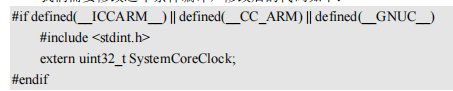 #if defined(__ICCARM__) || defined(__CC_ARM) || defined(__GNUC__)
#include <stdint.h>
extern uint32_t SystemCoreClock;
#endif